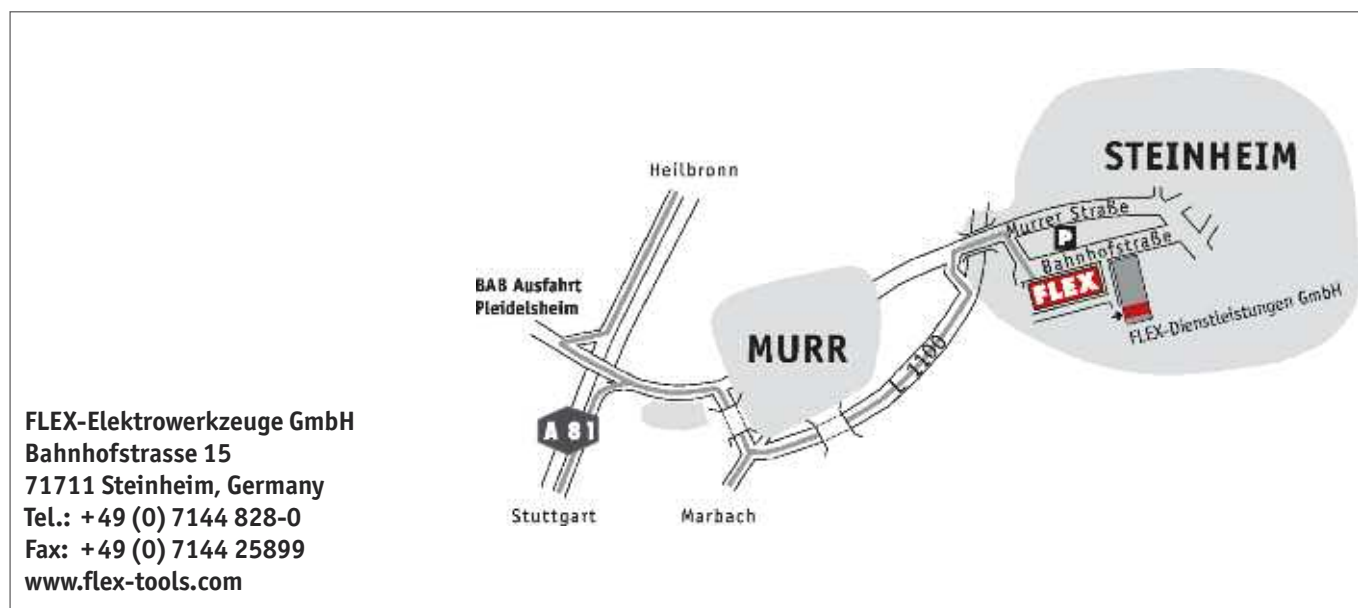 STEINHEIM
Heilbronn
Murrer Straße
P
Bahnhofstraße
BAB Ausfahrt
Pleidelsheim
FLEX
FLEX-Dienstleistungen GmbH
MURR
L 1100
A 81
Stuttgart
Marbach
FLEX-Elektrowerkzeuge GmbH
Bahnhofstrasse 15
71711 Steinheim, Germany
Tel.: +49 (0) 7144 828-0
Fax: +49 (0) 7144 25899
www.flex-tools.com